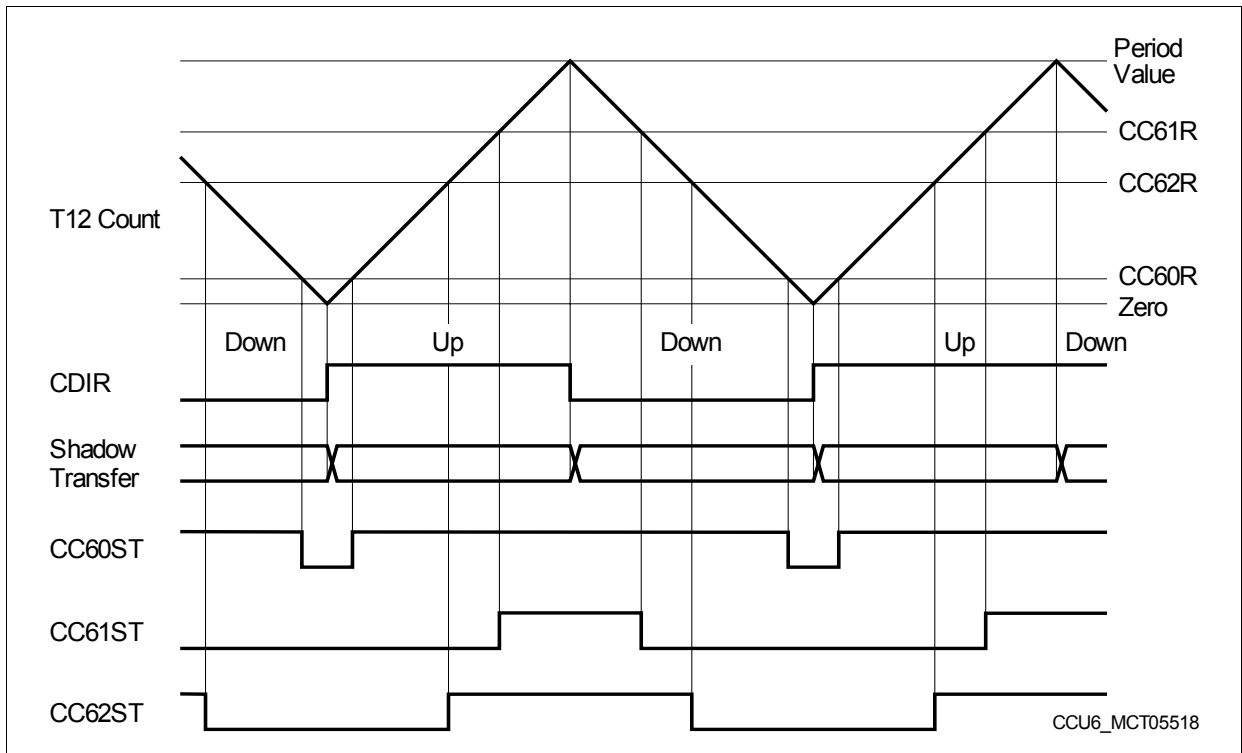 Period
Value
CC61R
CC62R
T12 Count
CC60R
Zero
Down
Up
Down
Up
Down
CDIR
Shadow
Transfer
CC60ST
CC61ST
CC62ST
CCU6_MCT05518